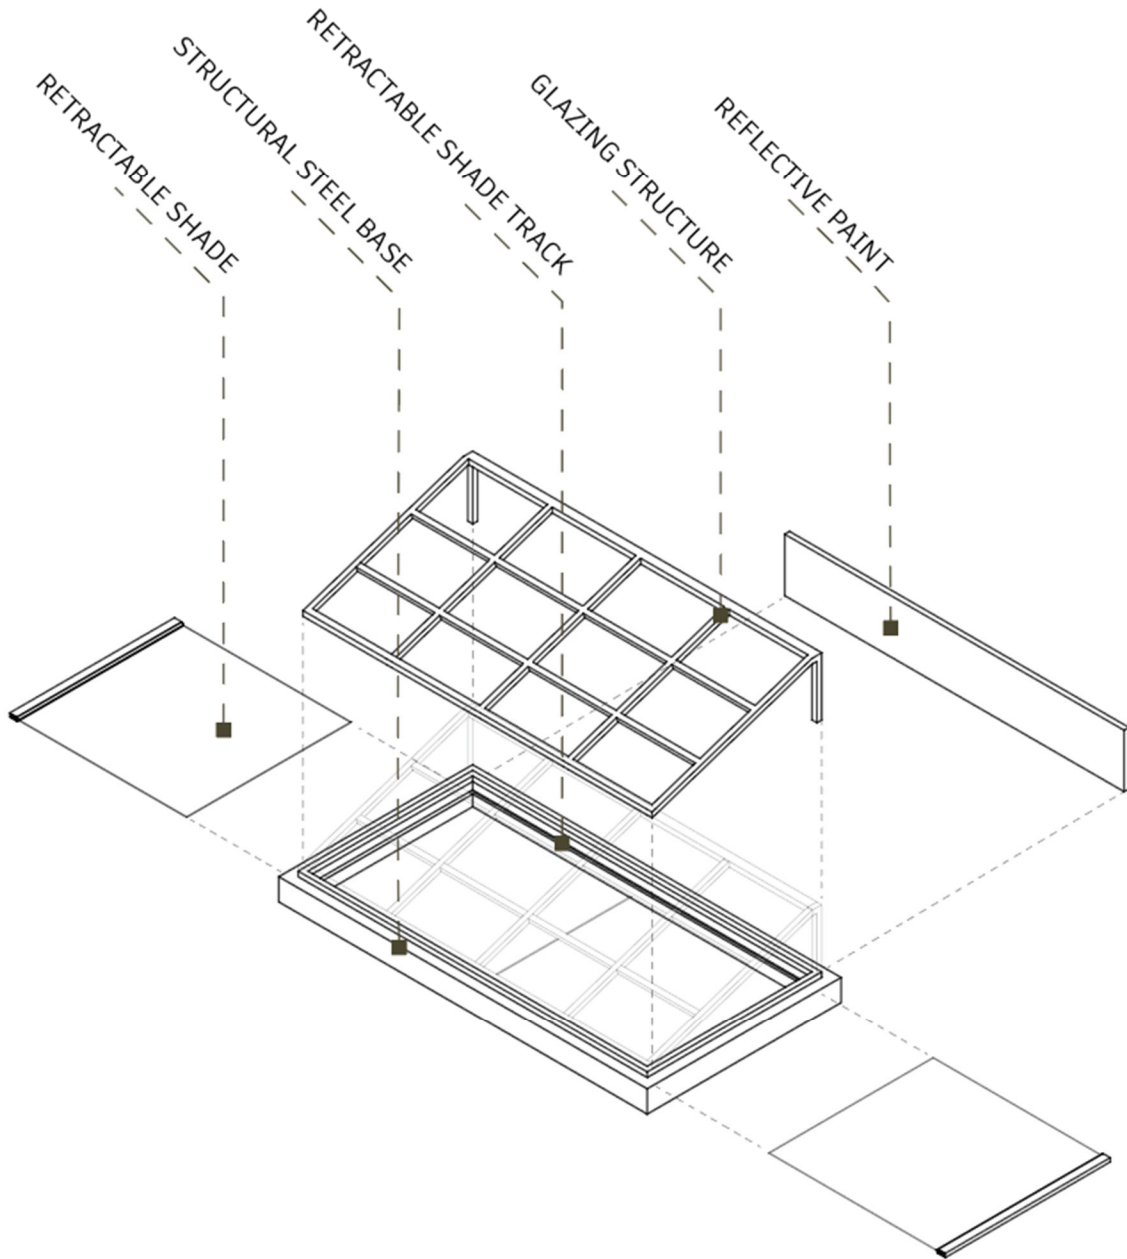 RETRACTABLE SHADE
STRUCTURAL STEEL BASE
RETRACTABLE SHADE TRACK
GLAZING STRUCTURE
REFLECTIVE PAINT